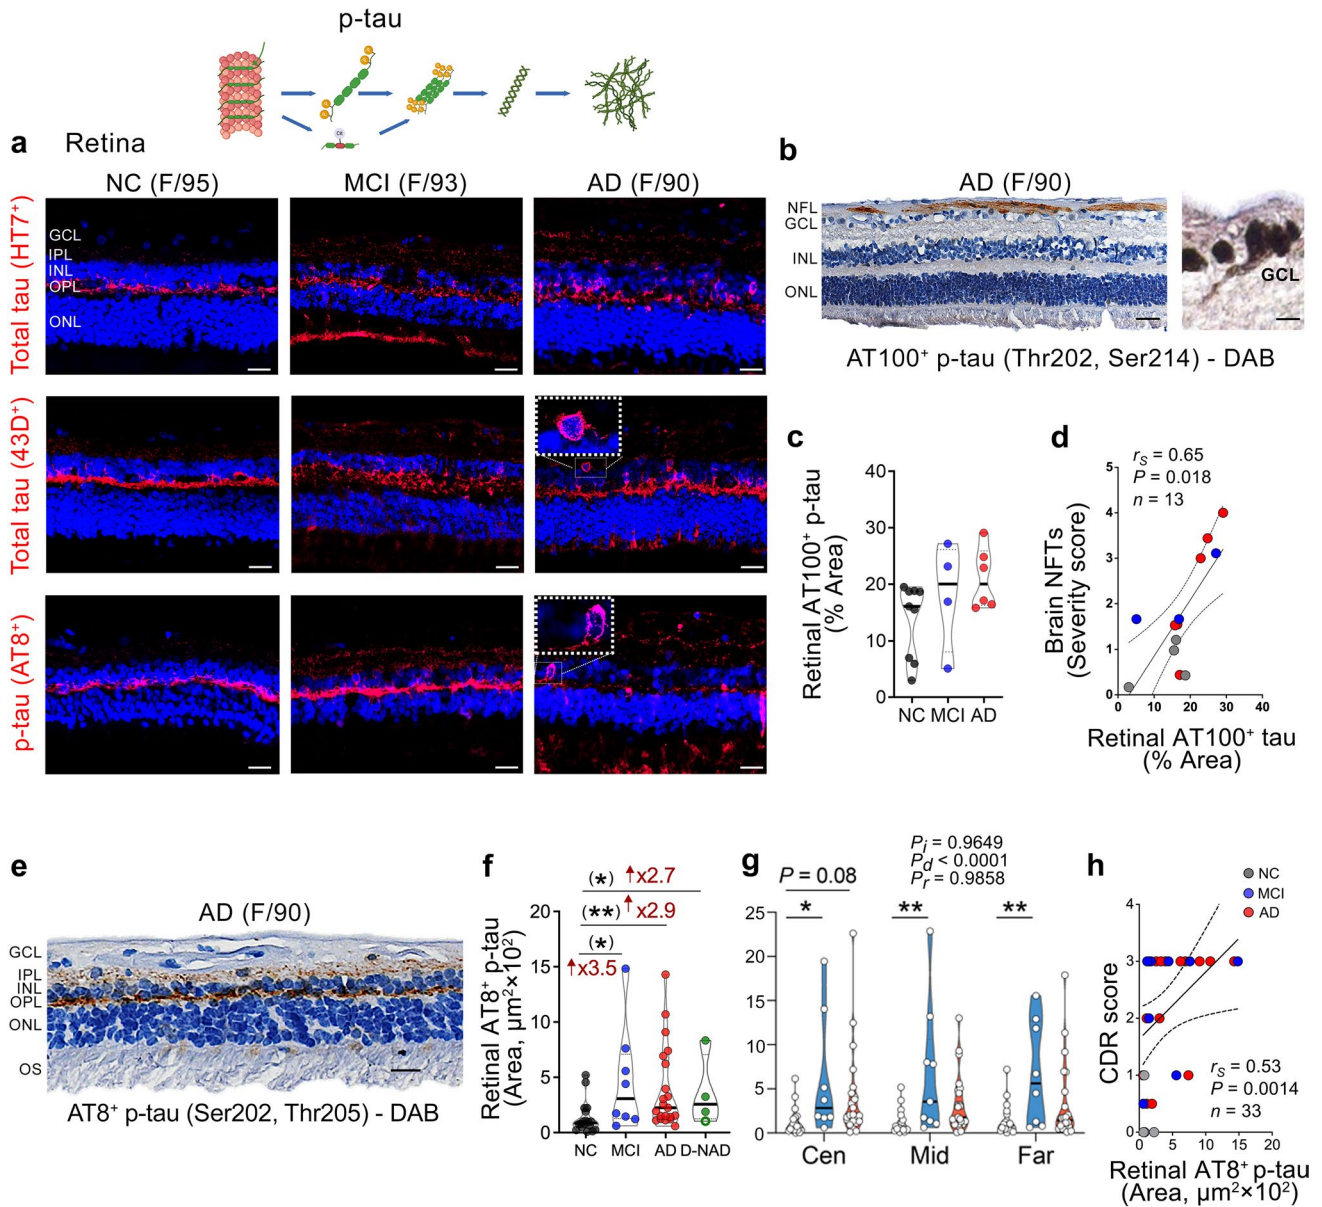 p-tau
Cit
a Retina
NC (F/95) MCI (F/93) AD (F/90)
Total tau (HT7⁺)
GCL
IPL
INL
OPL
ONL
Total tau (43D⁺)
p-tau (AT8⁺)
b
AD (F/90)
NFL
GCL
INL
ONL
GCL
AT100⁺ p-tau (Thr202, Ser214) - DAB
c
Retinal AT100⁺ p-tau
(% Area)
40
30
20
10
0
NC MCI AD
d
rS = 0.65
P = 0.018
n = 13
Brain NFTs
(Severity score)
5
4
3
2
1
0
0 10 20 30 40
Retinal AT100⁺ tau
(% Area)
e
AD (F/90)
GCL
IPL
INL
OPL
ONL
OS
AT8⁺ p-tau (Ser202, Thr205) - DAB
f
(*) ↑x2.7
(**) ↑x2.9
(*)
↑x3.5
Retinal AT8⁺ p-tau
(Area, µm²×10²)
20
15
10
5
0
NC MCI AD D-NAD
g
Pi = 0.9649
Pd < 0.0001
Pr = 0.9858
P = 0.08
* ** **
25
20
15
10
5
0
Cen Mid Far
h
NC
MCI
AD
CDR score
4
3
2
1
0
rS = 0.53
P = 0.0014
n = 33
0 5 10 15 20
Retinal AT8⁺ p-tau
(Area, µm²×10²)